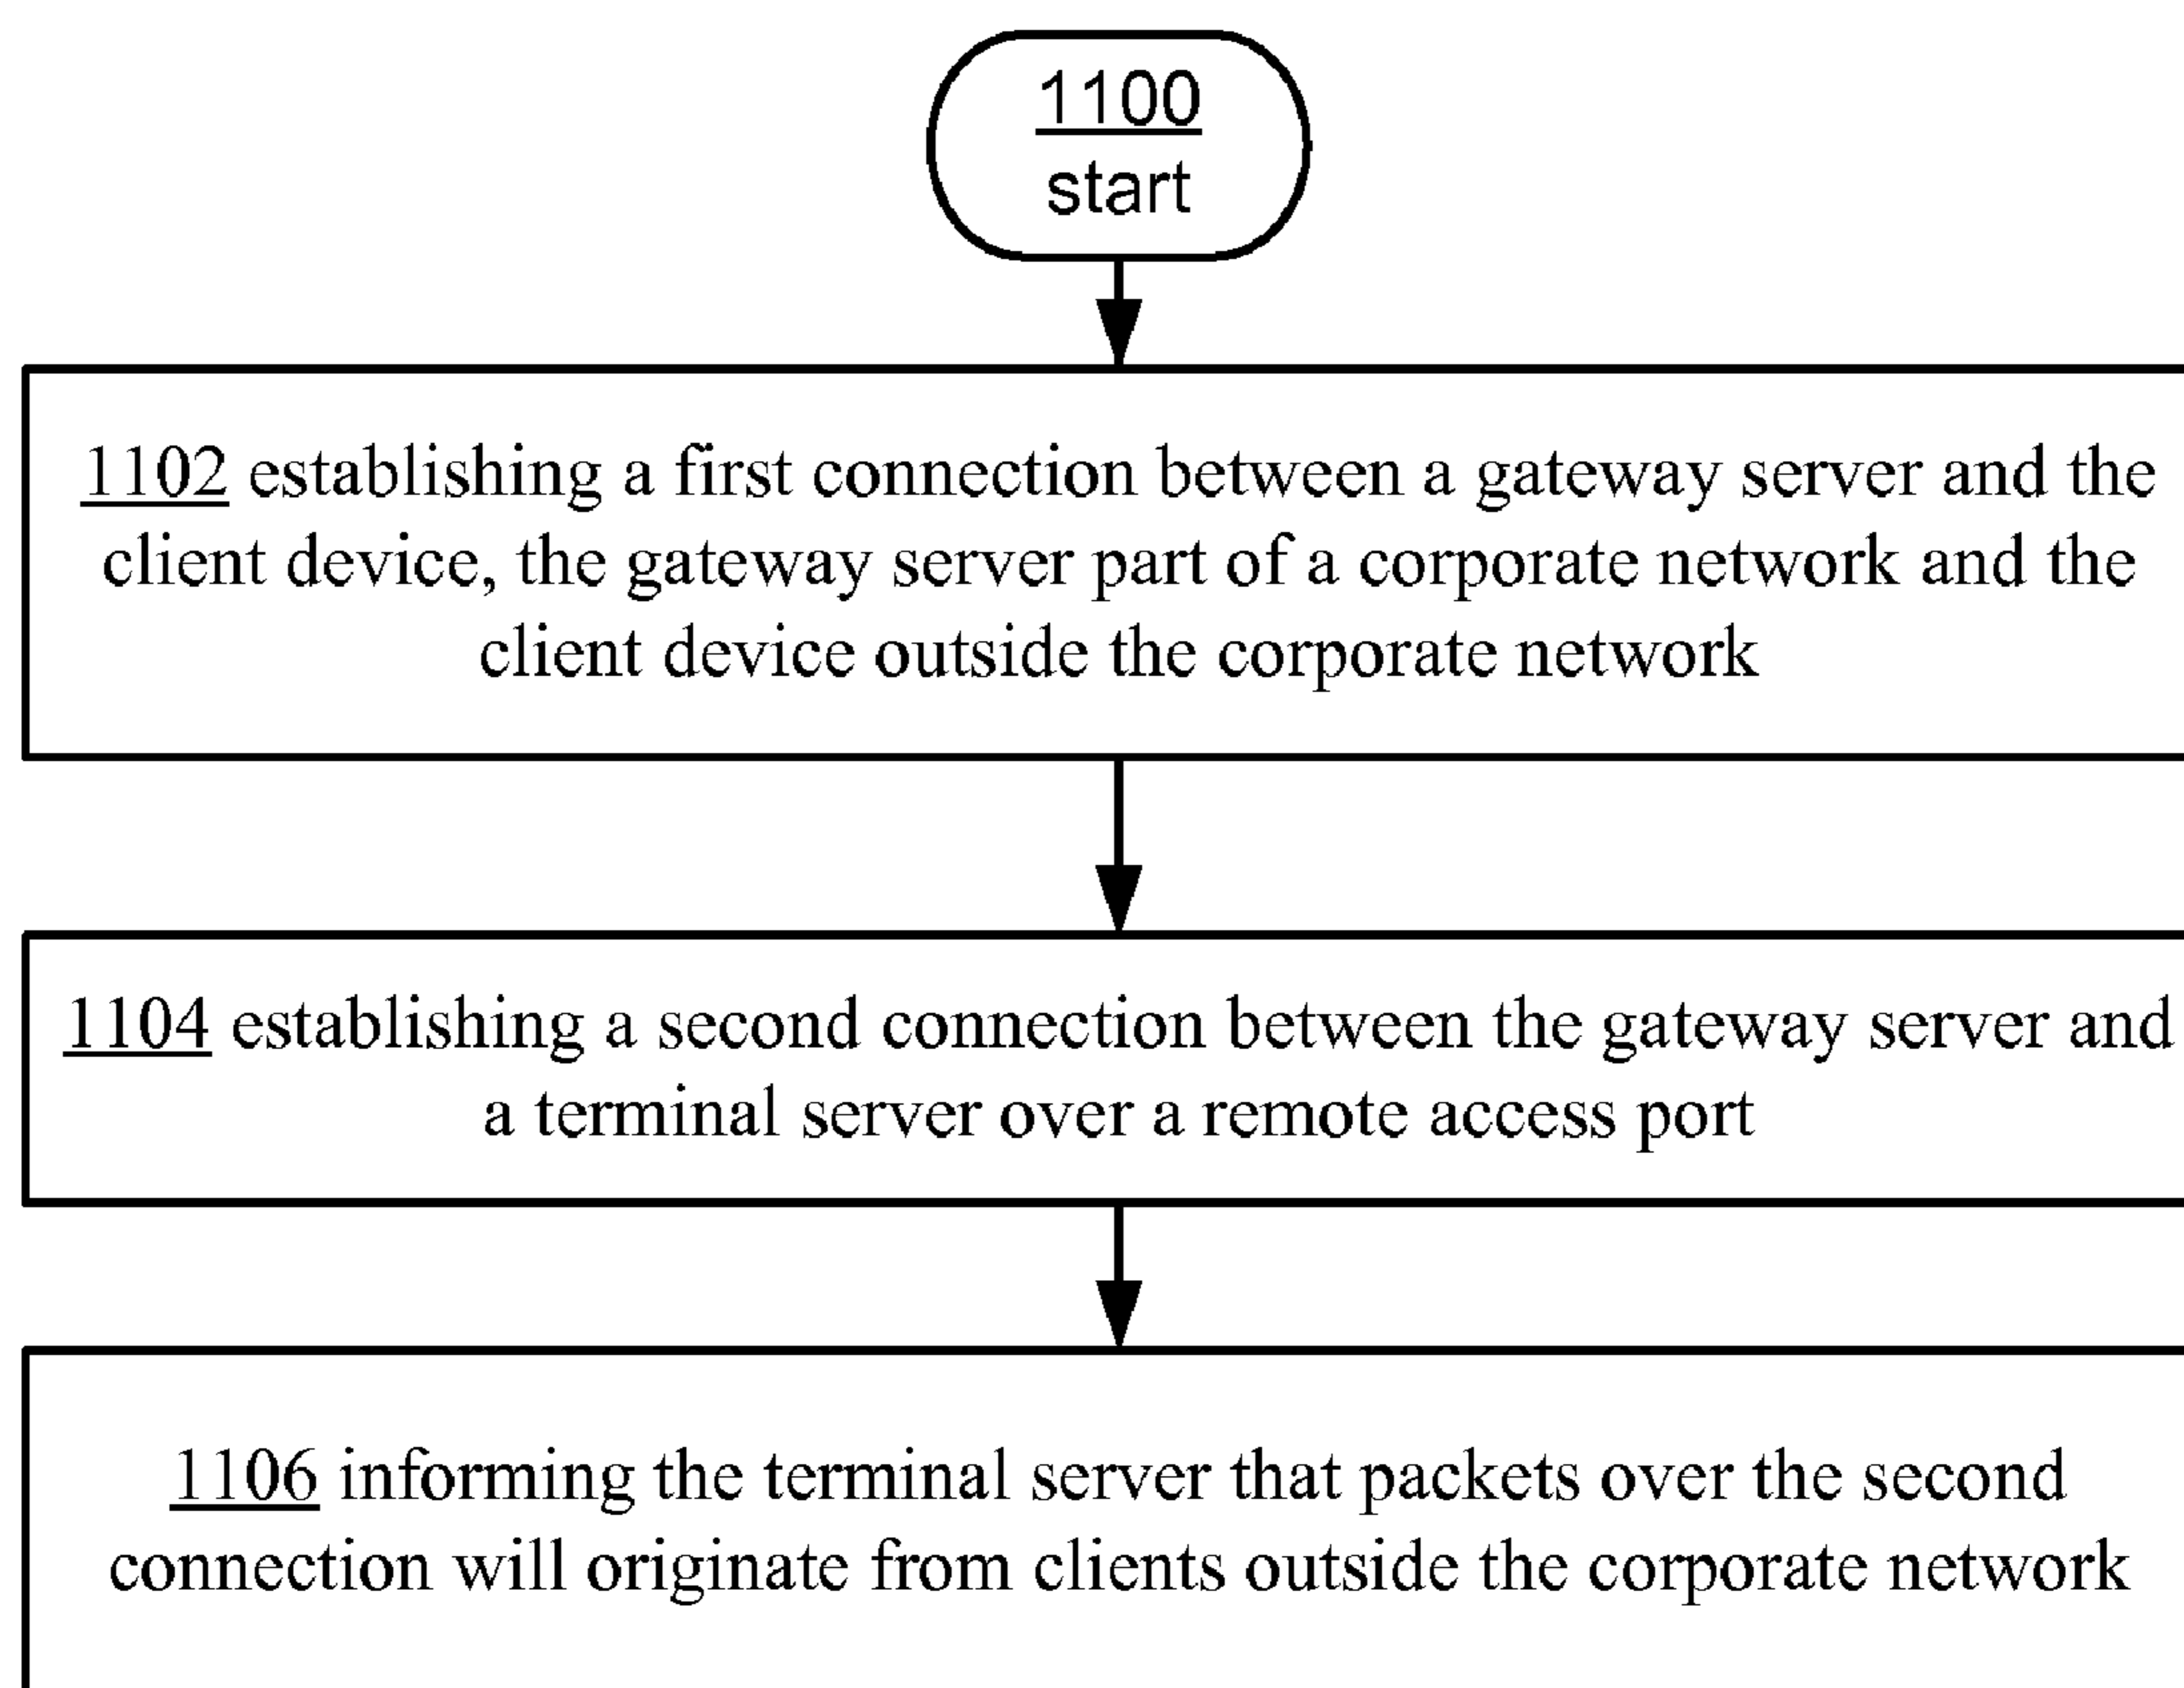 1100
start
1102 establishing a first connection between a gateway server and the
client device, the gateway server part of a corporate network and the
client device outside the corporate network
1104 establishing a second connection between the gateway server and
a terminal server over a remote access port
1106 informing the terminal server that packets over the second
connection will originate from clients outside the corporate network